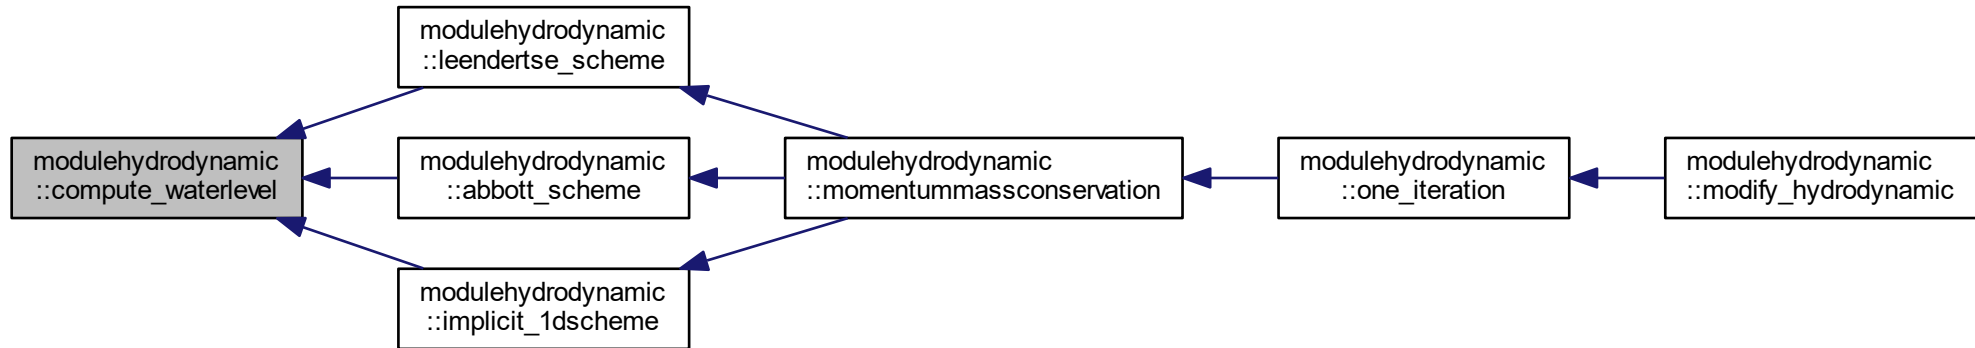 modulehydrodynamic
::compute_waterlevel
modulehydrodynamic
::leendertse_scheme
modulehydrodynamic
::abbott_scheme
modulehydrodynamic
::implicit_1dscheme
modulehydrodynamic
::momentummassconservation
modulehydrodynamic
::one_iteration
modulehydrodynamic
::modify_hydrodynamic